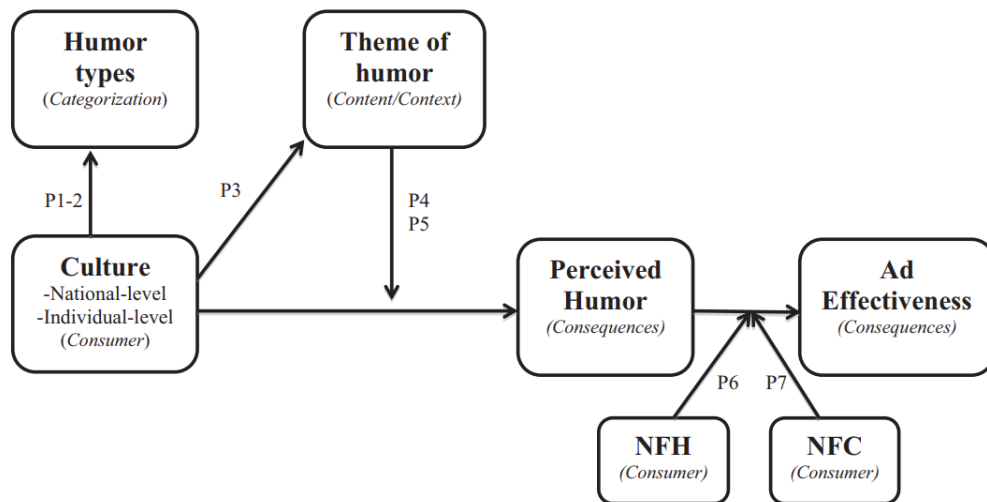 Humor
types
(Categorization)
Theme of
humor
(Content/Context)
P1-2
P3
P4
P5
Culture
-National-level
-Individual-level
(Consumer)
Perceived
Humor
(Consequences)
Ad
Effectiveness
(Consequences)
P6
P7
NFH
(Consumer)
NFC
(Consumer)